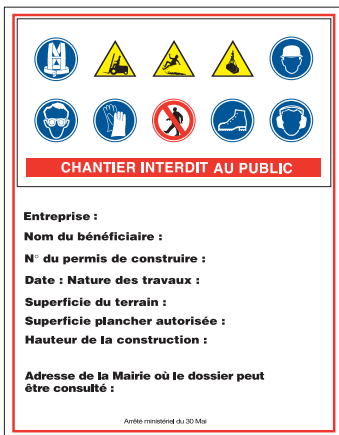 CHANTIER INTERDIT AU PUBLIC
Entreprise :
Nom du bénéficiaire :
N° du permis de construire :
Date : Nature des travaux :
Superficie du terrain :
Superficie plancher autorisée :
Hauteur de la construction :
Adresse de la Mairie où le dossier peut
être consulté :
Arrêté ministériel du 30 Mai